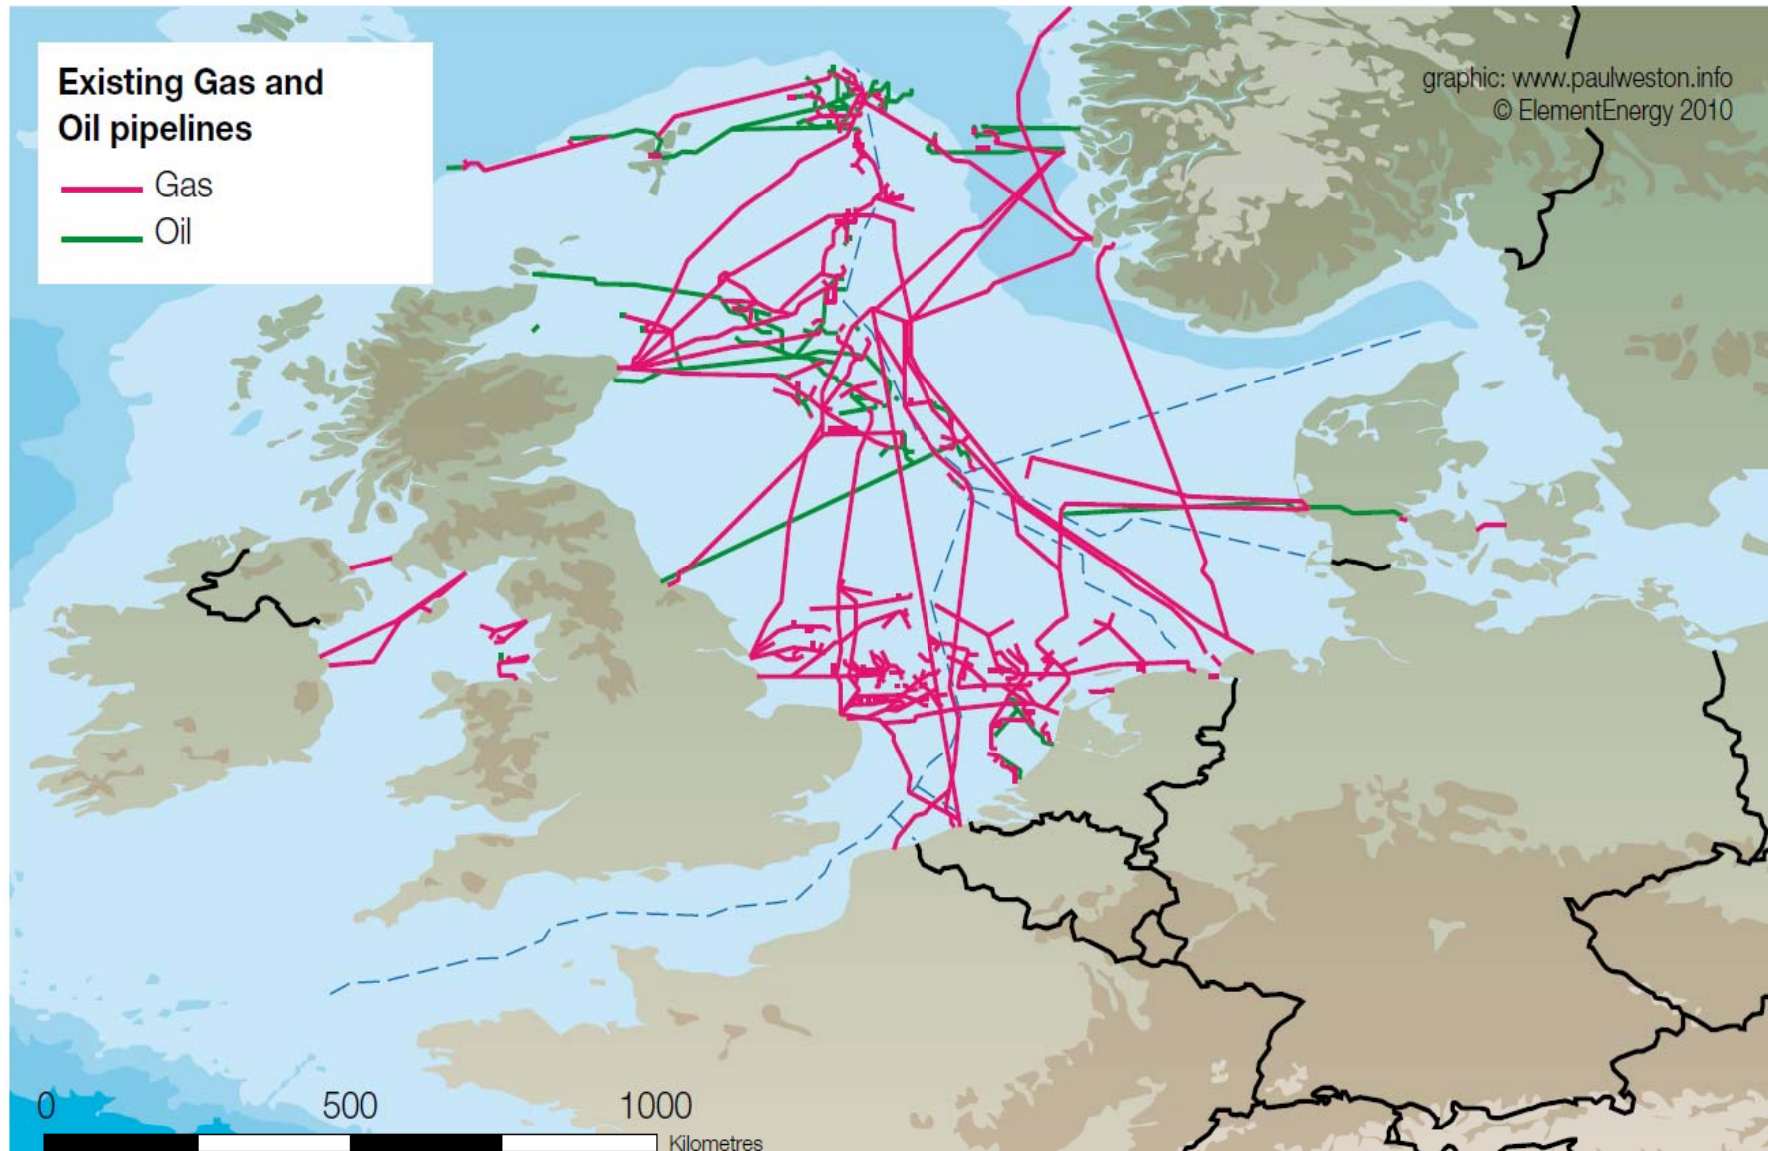 Existing Gas and
Oil pipelines
Gas
Oil
graphic: www.paulweston.info
© ElementEnergy 2010
0 500 1000
Kilometres